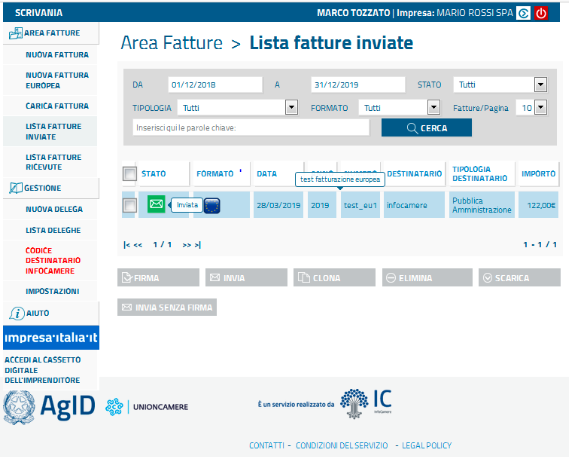 SCRIVANIA
MARCO TOZZATO | Impresa: MARIO ROSSI SPA
AREA FATTURE
NUOVA FATTURA
NUOVA FATTURA
EUROPEA
CARICA FATTURA
LISTA FATTURE
INVIATE
LISTA FATTURE
RICEVUTE
GESTIONE
NUOVA DELEGA
LISTA DELEGHE
CODICE
DESTINATARIO
INFOCAMERE
IMPOSTAZIONI
AIUTO
impresa.italia.it
ACCEDI AL CASSETTO
DIGITALE
DELL'IMPRENDITORE
Area Fatture > Lista fatture inviate
DA 01/12/2018 A 31/12/2019 STATO Tutti
TIPOLOGIA Tutti FORMATO Tutti Fatture/Pagina 10
Inserisci qui le parole chiave: CERCA
STATO FORMATO DATA DESTINATARIO TIPOLOGIA DESTINATARIO IMPORTO
test fatturazione europea
Inviata 28/03/2019 2019 test_eu1 infocamere Pubblica Amministrazione 122,00€
|< << 1 / 1 >> >| 1 - 1 / 1
FIRMA INVIA CLONA ELIMINA SCARICA
INVIA SENZA FIRMA
AgID UNIONCAMERE È un servizio realizzato da IC
infocamere
CONTATTI - CONDIZIONI DEL SERVIZIO - LEGAL POLICY